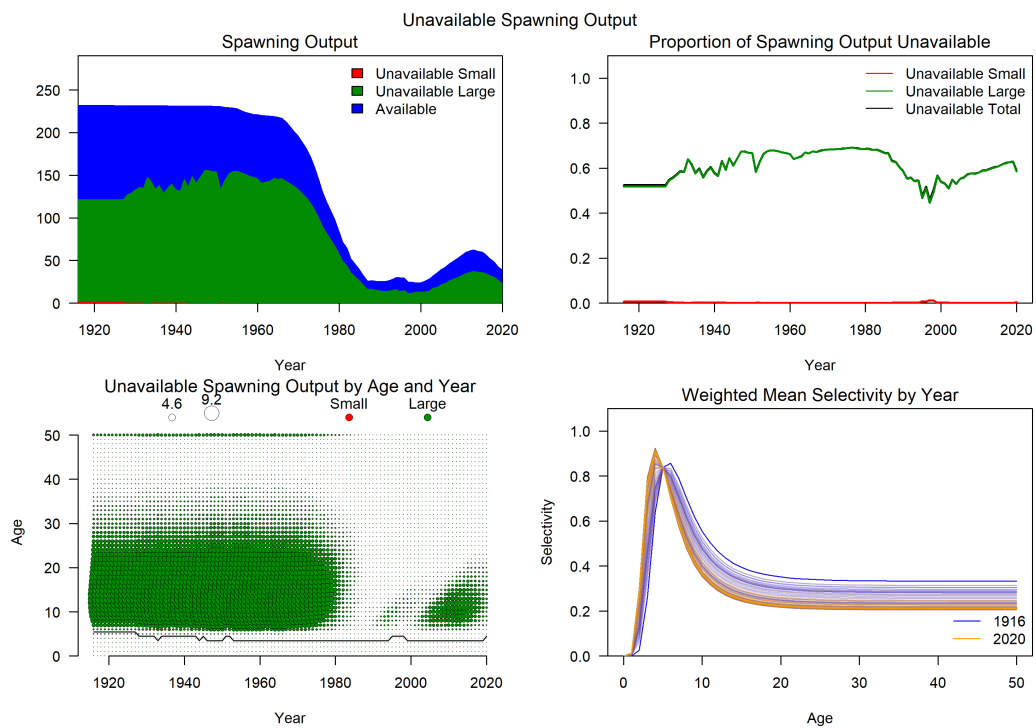 Unavailable Spawning Output
Spawning Output
250
200
150
100
50
0
Unavailable Small
Unavailable Large
Available
1920 1940 1960 1980 2000 2020
Year
Proportion of Spawning Output Unavailable
1.0
0.8
0.6
0.4
0.2
0.0
Unavailable Small
Unavailable Large
Unavailable Total
1920 1940 1960 1980 2000 2020
Year
Unavailable Spawning Output by Age and Year
4.6 9.2 Small Large
Age
50
40
30
20
10
0
1920 1940 1960 1980 2000 2020
Year
Weighted Mean Selectivity by Year
Selectivity
1.0
0.8
0.6
0.4
0.2
0.0
1916
2020
0 10 20 30 40 50
Age